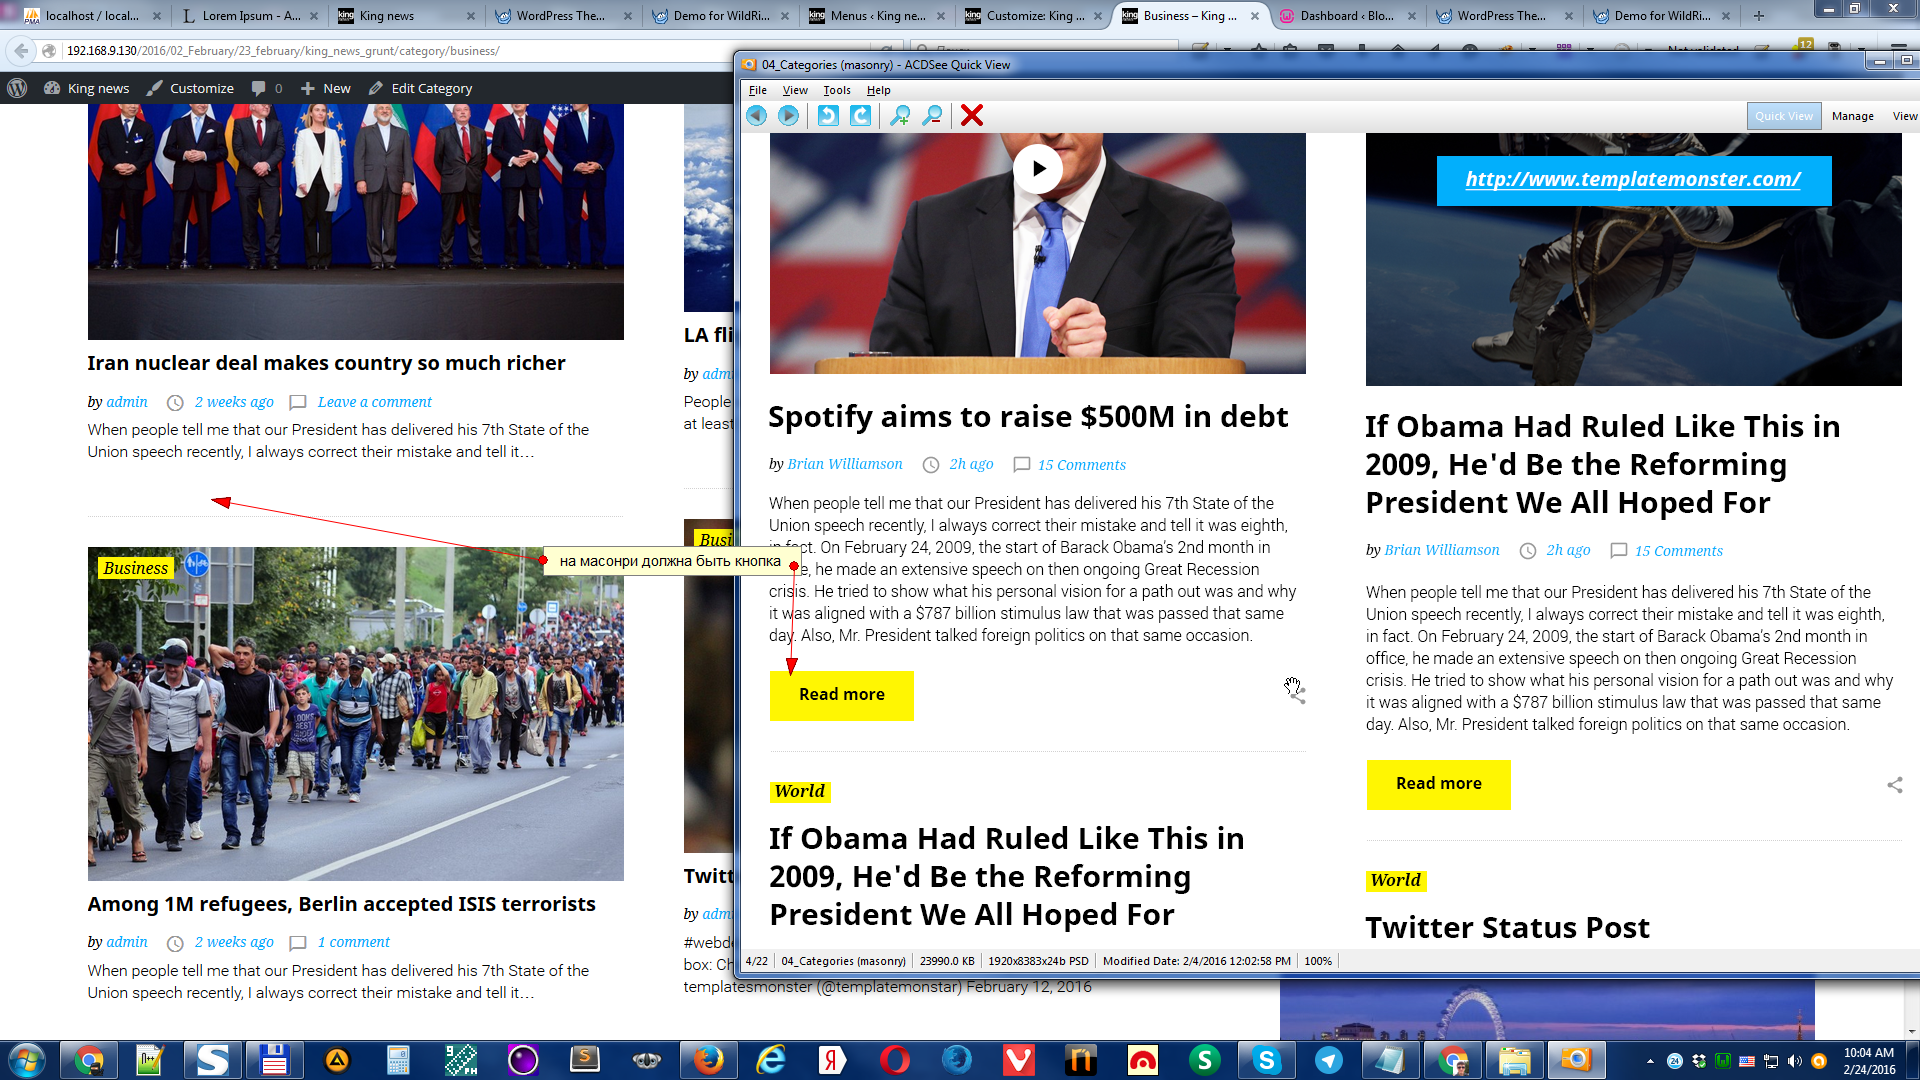 localhost / local...
Lorem Ipsum - A...
King news
WordPress The...
Demo for WildRi...
Menus ‹ King ne...
Customize: King ...
Business – King ...
Dashboard ‹ Blo...
WordPress The...
Demo for WildRi...
192.168.9.130/2016/02_February/23_february/king_news_grunt/category/business/
12
King news
Customize
0
New
Edit Category
Iran nuclear deal makes country so much richer
by admin 2 weeks ago Leave a comment
When people tell me that our President has delivered his 7th State of the
Union speech recently, I always correct their mistake and tell it…
Business
Among 1M refugees, Berlin accepted ISIS terrorists
by admin 2 weeks ago 1 comment
When people tell me that our President has delivered his 7th State of the
Union speech recently, I always correct their mistake and tell it…
LA fli
by adm
People
at least
Busi
Twitt
by adm
#webde
box: Ch
templatesmonster (@templatemonstar) February 12, 2016
на масонри должна быть кнопка
04_Categories (masonry) - ACDSee Quick View
File View Tools Help
Quick View Manage View
Spotify aims to raise $500M in debt
by Brian Williamson 2h ago 15 Comments
When people tell me that our President has delivered his 7th State of the
Union speech recently, I always correct their mistake and tell it was eighth,
in fact. On February 24, 2009, the start of Barack Obama's 2nd month in
e, he made an extensive speech on then ongoing Great Recession
crisis. He tried to show what his personal vision for a path out was and why
it was aligned with a $787 billion stimulus law that was passed that same
day. Also, Mr. President talked foreign politics on that same occasion.
Read more
World
If Obama Had Ruled Like This in
2009, He'd Be the Reforming
President We All Hoped For
http://www.templatemonster.com/
If Obama Had Ruled Like This in
2009, He'd Be the Reforming
President We All Hoped For
by Brian Williamson 2h ago 15 Comments
When people tell me that our President has delivered his 7th State of the
Union speech recently, I always correct their mistake and tell it was eighth,
in fact. On February 24, 2009, the start of Barack Obama's 2nd month in
office, he made an extensive speech on then ongoing Great Recession
crisis. He tried to show what his personal vision for a path out was and why
it was aligned with a $787 billion stimulus law that was passed that same
day. Also, Mr. President talked foreign politics on that same occasion.
Read more
World
Twitter Status Post
4/22 04_Categories (masonry) 23990.0 KB 1920x8383x24b PSD Modified Date: 2/4/2016 12:02:58 PM 100%
10:04 AM
2/24/2016